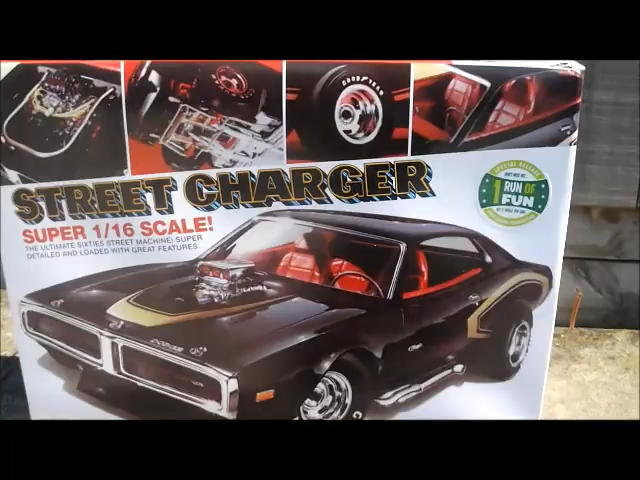 GOODYEAR
STREET CHARGER
SUPER 1/16 SCALE!
THE ULTIMATE SIXTIES STREET MACHINE! SUPER
DETAILED AND LOADED WITH GREAT FEATURES.
SPECIAL RELEASE
1 RUN OF
FUN
DODGE